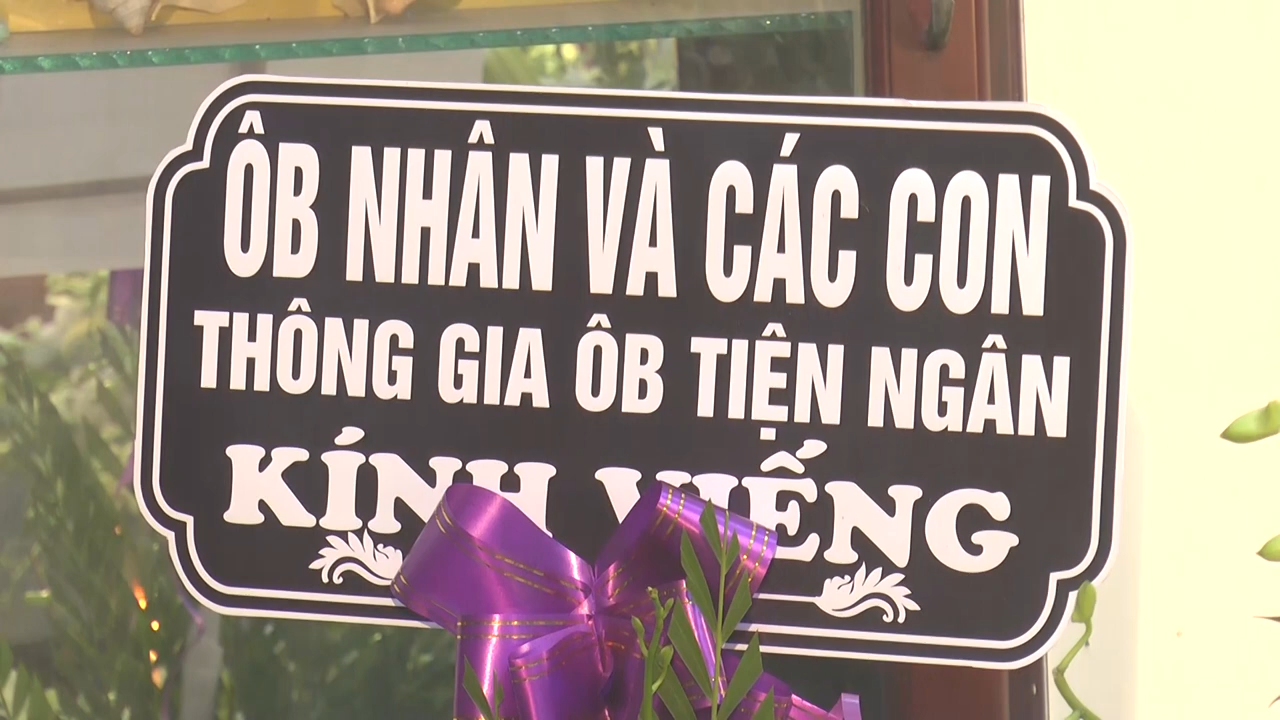 ÔB NHÂN VÀ CÁC CON
THÔNG GIA ÔB TIỆN NGÂN
KÍNH VIẾNG